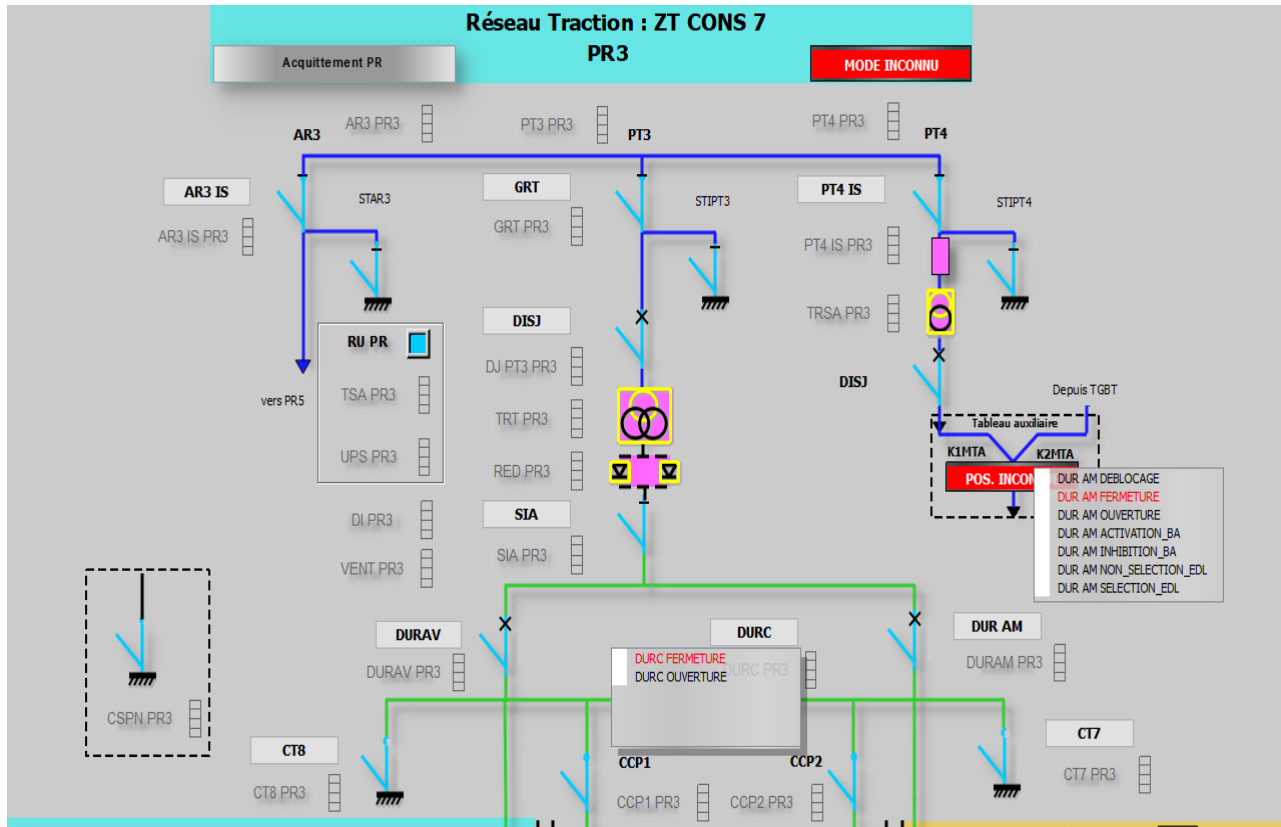 Réseau Traction : ZT CONS 7
PR3
Acquittement PR
MODE INCONNU
AR3 PR3
PT3 PR3
PT4 PR3
AR3
PT3
PT4
AR3 IS
STAR3
GRT
STIPT3
PT4 IS
STIPT4
AR3 IS PR3
GRT PR3
PT4 IS PR3
TRSA PR3
DISJ
RU PR
DJ PT3 PR3
DISJ
vers PR5
TSA PR3
TRT PR3
Depuis TGBT
Tableau auxiliaire
UPS PR3
RED PR3
K1MTA
K2MTA
POS.
DUR AM DEBLOCAGE
DUR AM FERMETURE
DUR AM OUVERTURE
DUR AM ACTIVATION_BA
DUR AM INHIBITION_BA
DUR AM NON_SELECTION_EDL
DUR AM SELECTION_EDL
DI PR3
SIA
VENT PR3
SIA PR3
DURAV
DURC
DUR AM
DURAV PR3
DURC FERMETURE
DURC OUVERTURE
DURC PR3
DURAM PR3
CSPN PR3
CT8
CCP1
CCP2
CT7
CT8 PR3
CCP1 PR3
CCP2 PR3
CT7 PR3